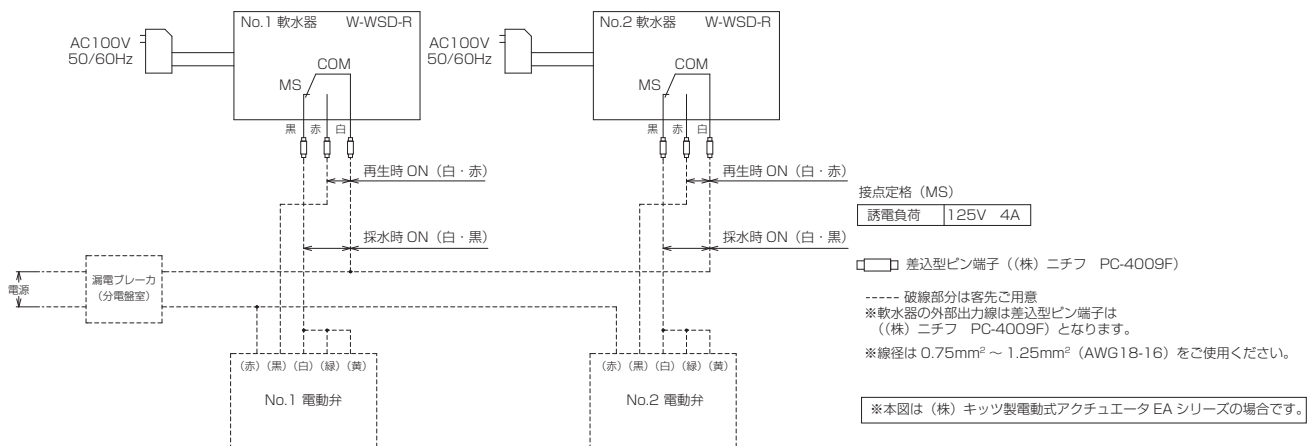 No.1 軟水器 W-WSD-R
AC100V
50/60Hz
COM
MS
黒 赤 白
再生時 ON（白・赤）
採水時 ON（白・黒）
No.2 軟水器 W-WSD-R
AC100V
50/60Hz
COM
MS
黒 赤 白
再生時 ON（白・赤）
採水時 ON（白・黒）
電源
漏電ブレーカ
（分電盤室）
（赤）（黒）（白）（緑）（黄）
No.1 電動弁
（赤）（黒）（白）（緑）（黄）
No.2 電動弁
接点定格（MS）
誘電負荷 125V 4A
差込型ピン端子（（株）ニチフ PC-4009F）
----- 破線部分は客先ご用意
※軟水器の外部出力線は差込型ピン端子は
（（株）ニチフ PC-4009F）となります。
※線径は 0.75mm² ～ 1.25mm²（AWG18-16）をご使用ください。
※本図は（株）キッツ製電動式アクチュエータ EA シリーズの場合です。